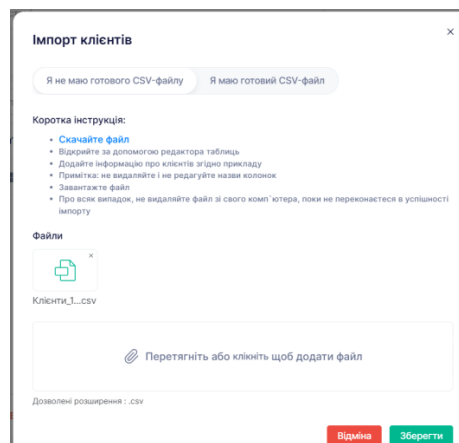 Імпорт клієнтів
×
Я не маю готового CSV-файлу
Я маю готовий CSV-файл
Коротка інструкція:
• Скачайте файл
• Відкрийте за допомогою редактора таблиць
• Додайте інформацію про клієнтів згідно прикладу
• Примітка: не видаляйте і не редагуйте назви колонок
• Завантажте файл
• Про всяк випадок, не видаляйте файл зі свого комп`ютера, поки не переконаєтеся в успішності
імпорту
Файли
×
Клієнти_1...csv
Перетягніть або клікніть щоб додати файл
Дозволені розширення : .csv
Відміна
Зберегти